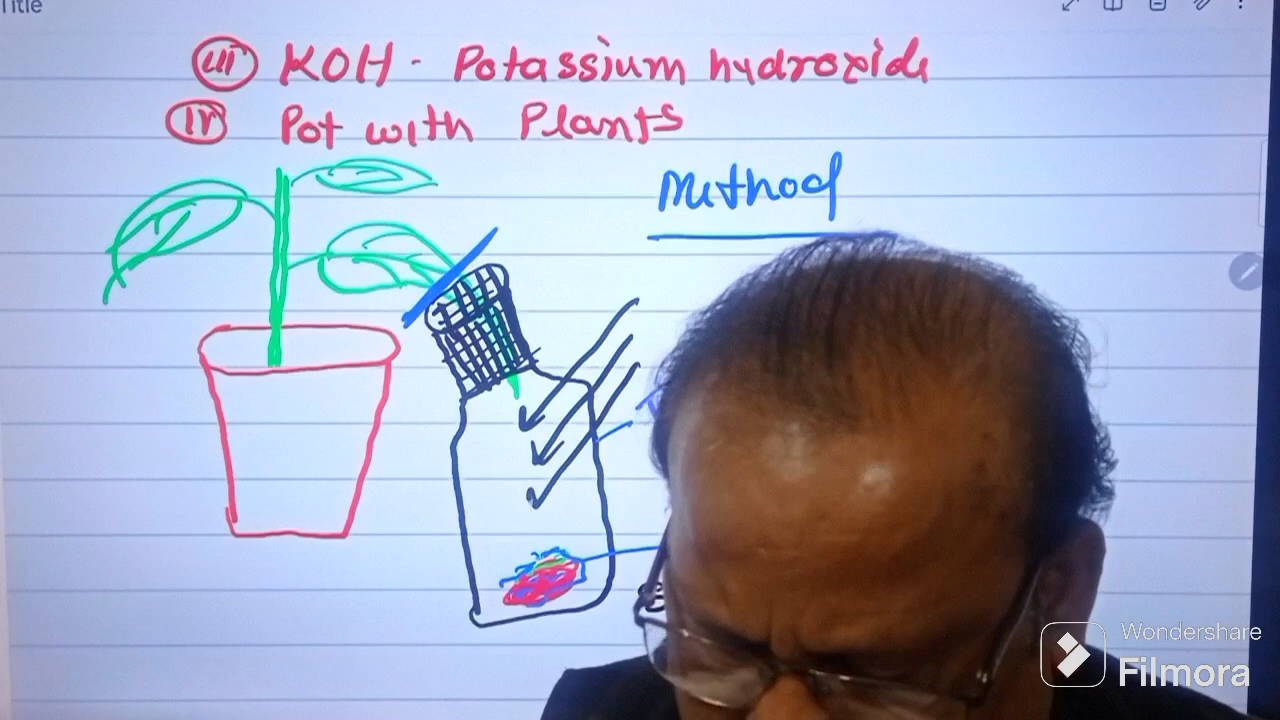 Title
(III) KOH - Potassium hydroxide
(IV) Pot with Plants
Method
Wondershare
Filmora